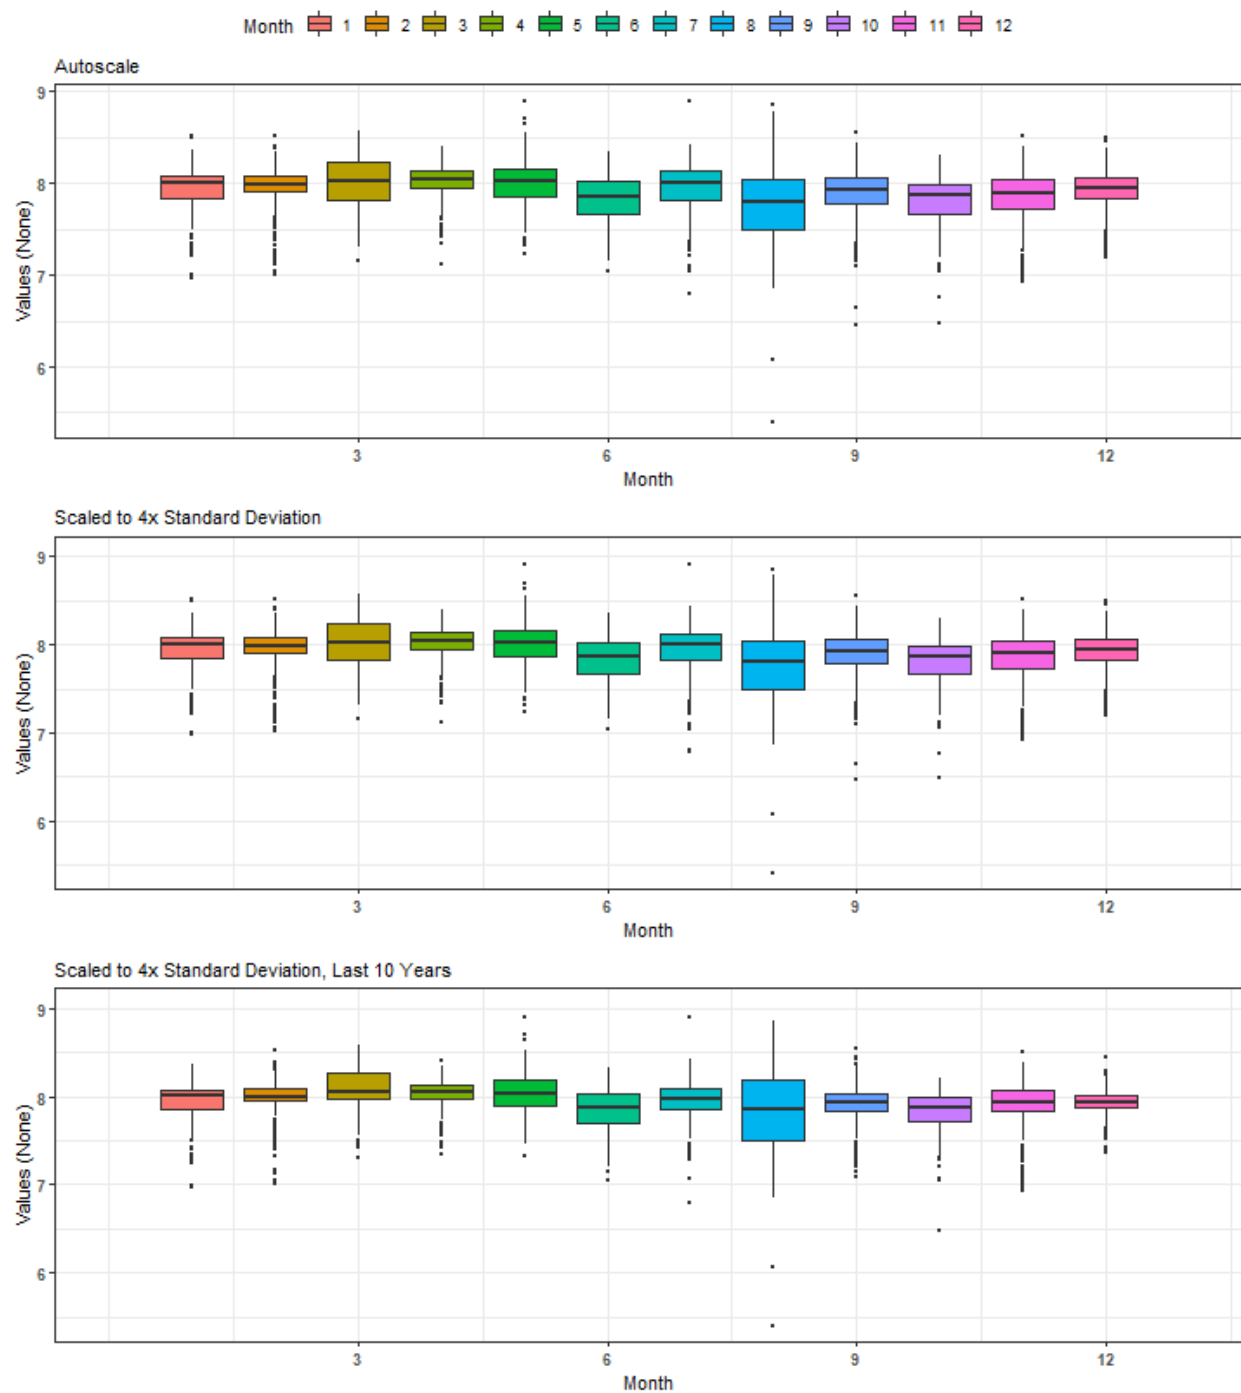 Month 1 2 3 4 5 6 7 8 9 10 11 12
Autoscale
Values (None)
9
8
7
6
3 6 9 12
Month
Scaled to 4x Standard Deviation
Values (None)
9
8
7
6
3 6 9 12
Month
Scaled to 4x Standard Deviation, Last 10 Years
Values (None)
9
8
7
6
3 6 9 12
Month